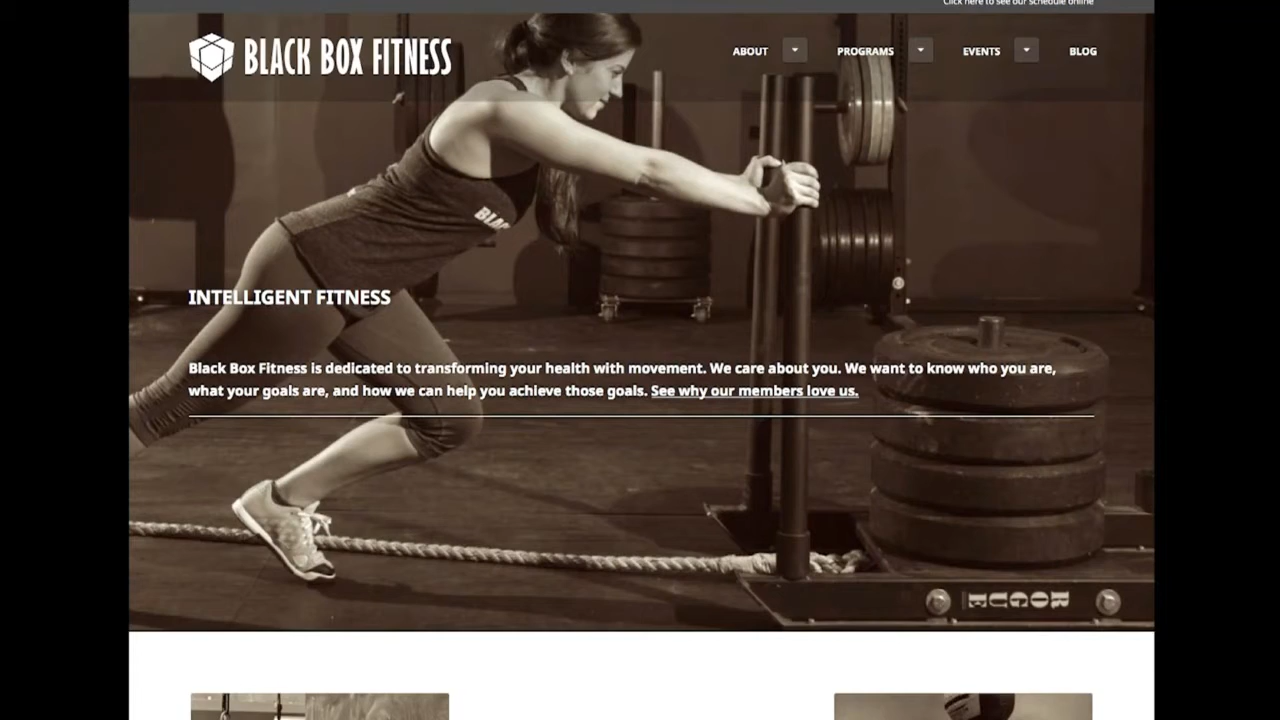 Click here to see our schedule online
BLACK BOX FITNESS
ABOUT
PROGRAMS
EVENTS
BLOG
INTELLIGENT FITNESS
Black Box Fitness is dedicated to transforming your health with movement. We care about you. We want to know who you are,
what your goals are, and how we can help you achieve those goals. See why our members love us.
ROGUE